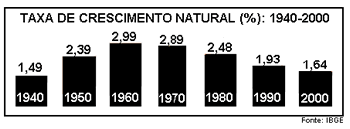 TAXA DE CRESCIMENTO NATURAL (%): 1940-2000
1,49 2,39 2,99 2,89 2,48 1,93 1,64
1940 1950 1960 1970 1980 1990 2000
Fonte: IBGE